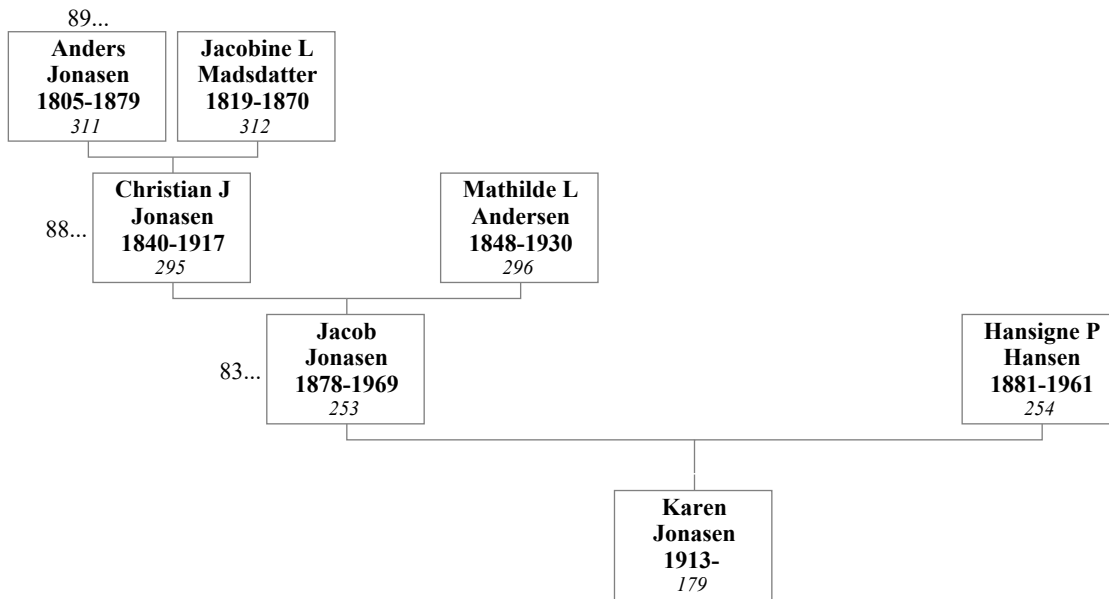 89...
Anders
Jonasen
1805-1879
311
Jacobine L
Madsdatter
1819-1870
312
88...
Christian J
Jonasen
1840-1917
295
Mathilde L
Andersen
1848-1930
296
83...
Jacob
Jonasen
1878-1969
253
Hansigne P
Hansen
1881-1961
254
Karen
Jonasen
1913-
179